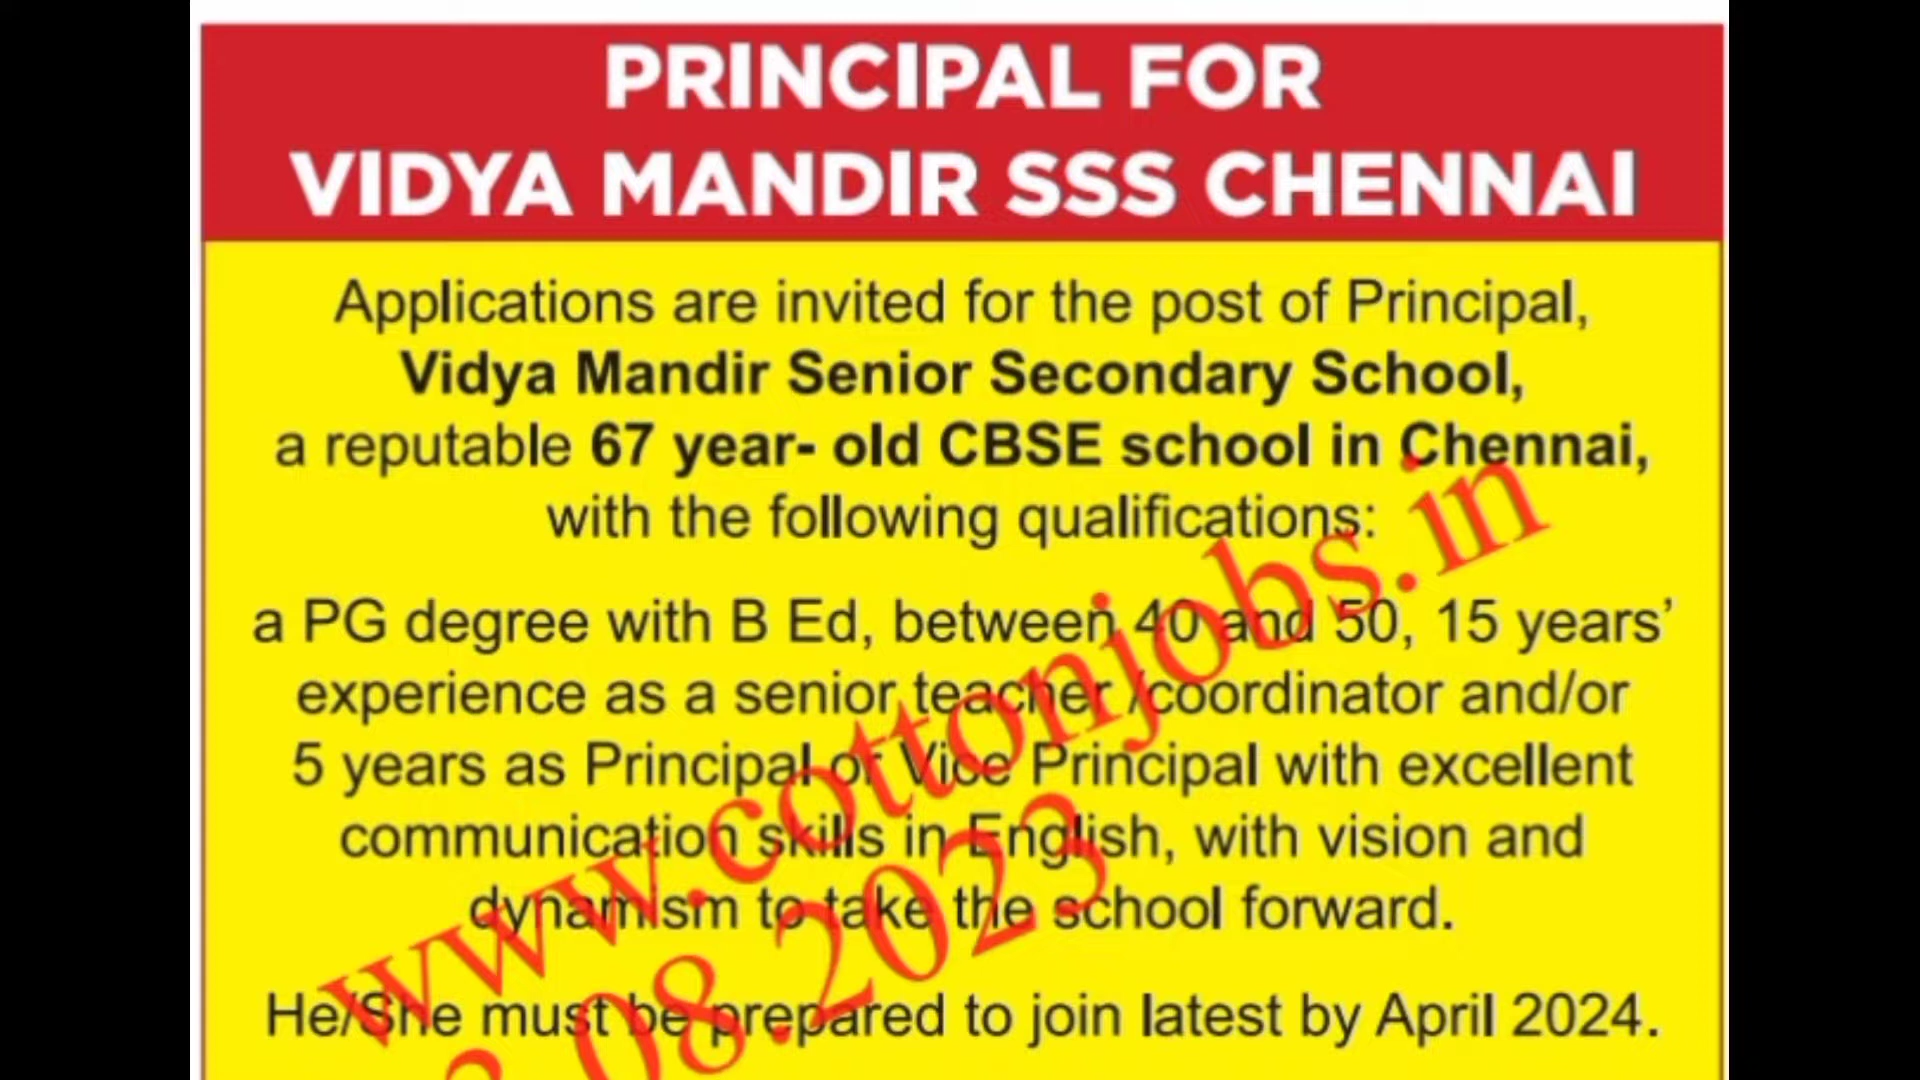 PRINCIPAL FOR
VIDYA MANDIR SSS CHENNAI
Applications are invited for the post of Principal,
Vidya Mandir Senior Secondary School,
a reputable 67 year- old CBSE school in Chennai,
with the following qualifications:
a PG degree with B Ed, between 40 and 50, 15 years’
experience as a senior teacher /coordinator and/or
5 years as Principal or Vice Principal with excellent
communication skills in English, with vision and
dynamism to take the school forward.
He/She must be prepared to join latest by April 2024.
www.cottonjobs.in
08.2023